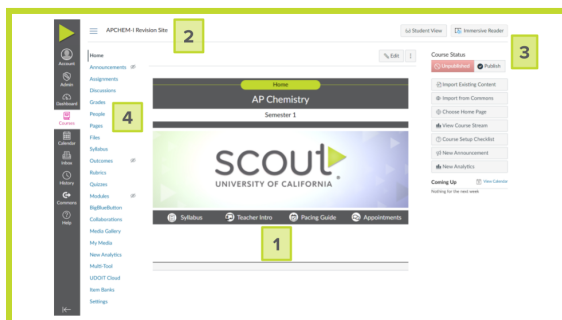 APCHEM-I Revision Site
Student View
Immersive Reader
2
3
Account
Admin
Dashboard
Courses
Calendar
Inbox
History
Commons
Help
Home
Announcements
Assignments
Discussions
Grades
People
Pages
Files
Syllabus
Outcomes
Rubrics
Quizzes
Modules
BigBlueButton
Collaborations
Media Gallery
My Media
New Analytics
Multi-Tool
UDOIT Cloud
Item Banks
Settings
4
Edit
Home
AP Chemistry
Semester 1
SCOUT
UNIVERSITY OF CALIFORNIA
Syllabus
Teacher Intro
Pacing Guide
Appointments
1
Course Status
Unpublished
Publish
Import Existing Content
Import from Commons
Choose Home Page
View Course Stream
Course Setup Checklist
New Announcement
New Analytics
Coming Up
View Calendar
Nothing for the next week